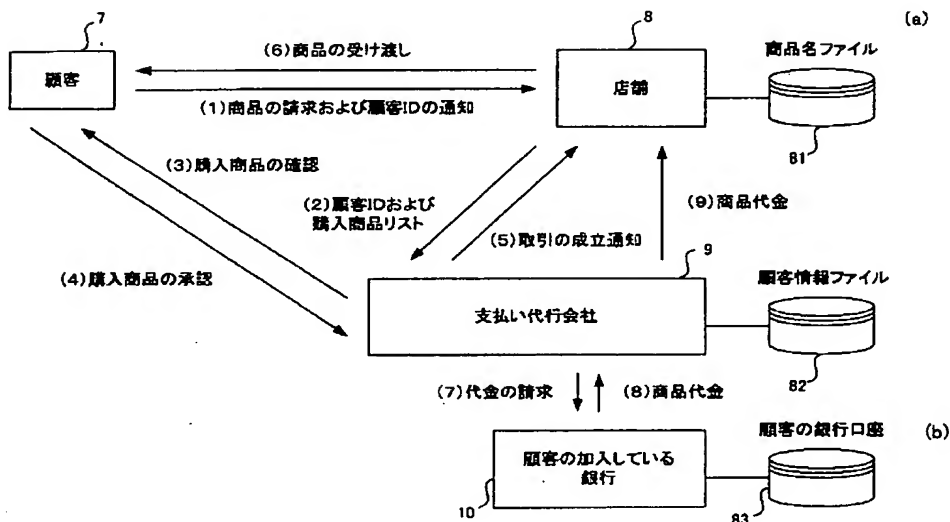 (a)
7
顧客
8
店舗
商品名ファイル
81
(6)商品の受け渡し
(1)商品の請求および顧客IDの通知
(3)購入商品の確認
(2)顧客IDおよび
購入商品リスト
(5)取引の成立通知
(9)商品代金
(4)購入商品の承認
9
支払い代行会社
顧客情報ファイル
82
(7)代金の請求
(8)商品代金
顧客の加入している
銀行
10
顧客の銀行口座
83
(b)